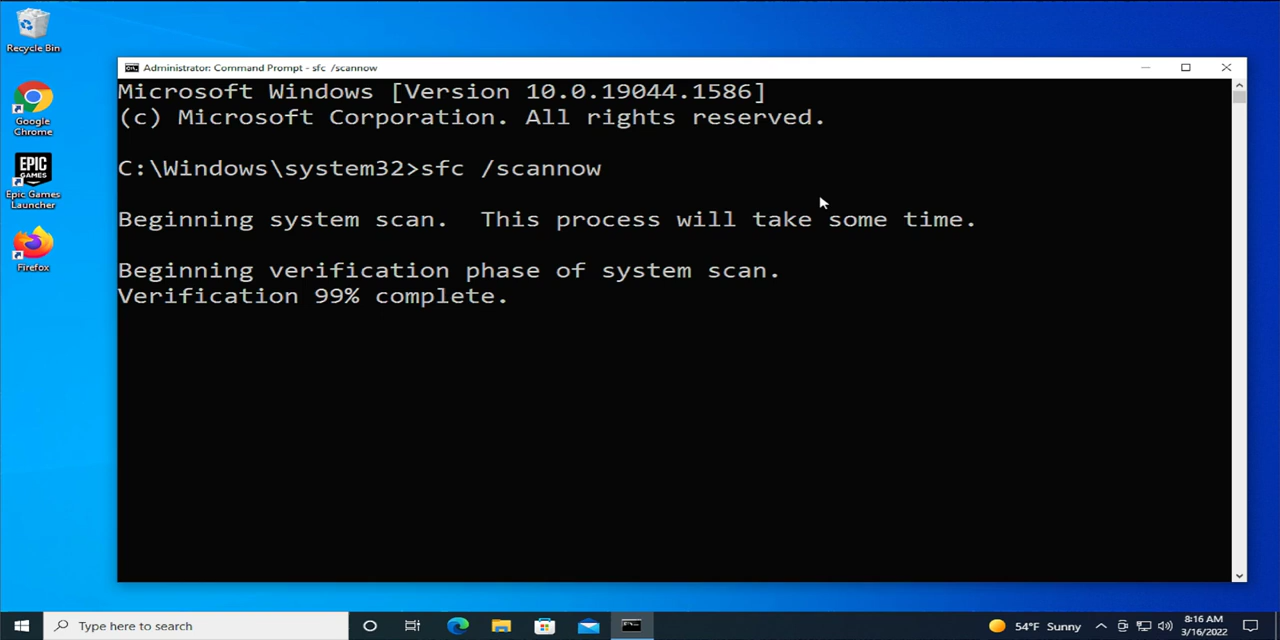 Recycle Bin
Google
Chrome
EPIC
GAMES
Epic Games
Launcher
Firefox
Administrator: Command Prompt - sfc  /scannow
Microsoft Windows [Version 10.0.19044.1586]
(c) Microsoft Corporation. All rights reserved.
C:\Windows\system32>sfc /scannow
Beginning system scan.  This process will take some time.
Beginning verification phase of system scan.
Verification 99% complete.
Type here to search
54°F Sunny
8:16 AM
3/16/2022